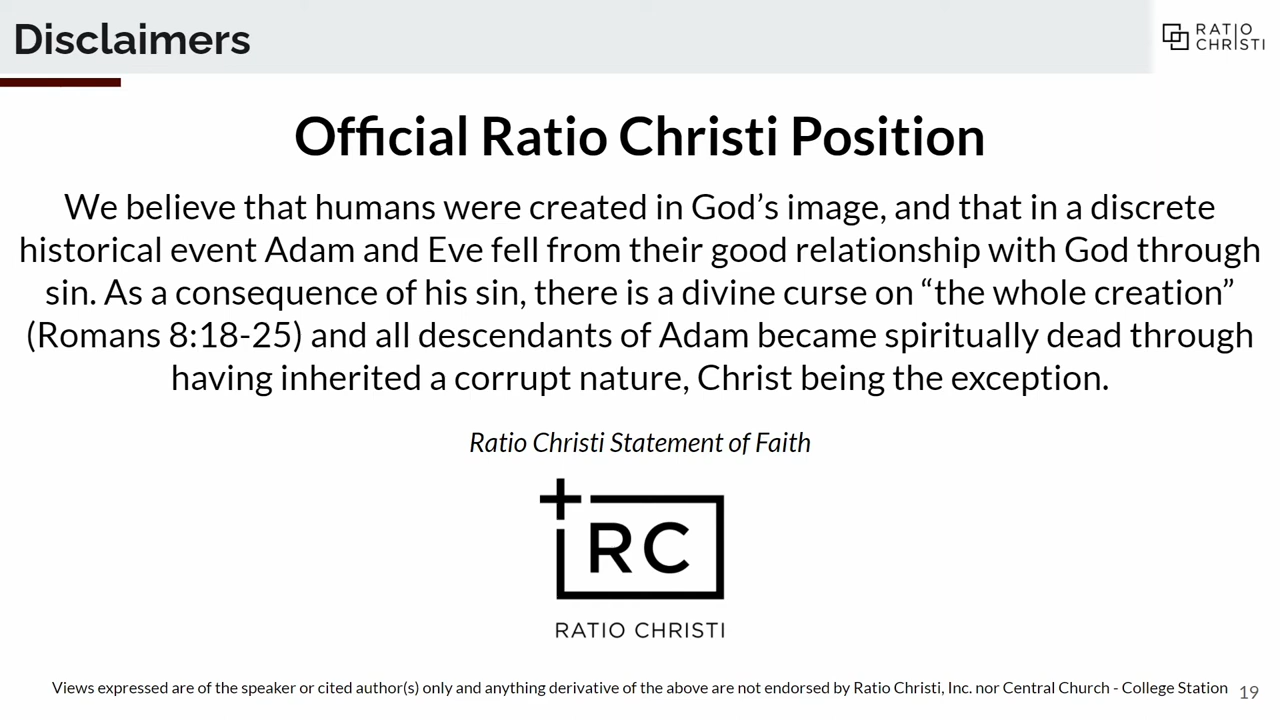 Disclaimers
RATIO
CHRISTI
Official Ratio Christi Position
We believe that humans were created in God’s image, and that in a discrete
historical event Adam and Eve fell from their good relationship with God through
sin. As a consequence of his sin, there is a divine curse on “the whole creation”
(Romans 8:18-25) and all descendants of Adam became spiritually dead through
having inherited a corrupt nature, Christ being the exception.
Ratio Christi Statement of Faith
RC
RATIO CHRISTI
Views expressed are of the speaker or cited author(s) only and anything derivative of the above are not endorsed by Ratio Christi, Inc. nor Central Church - College Station
19